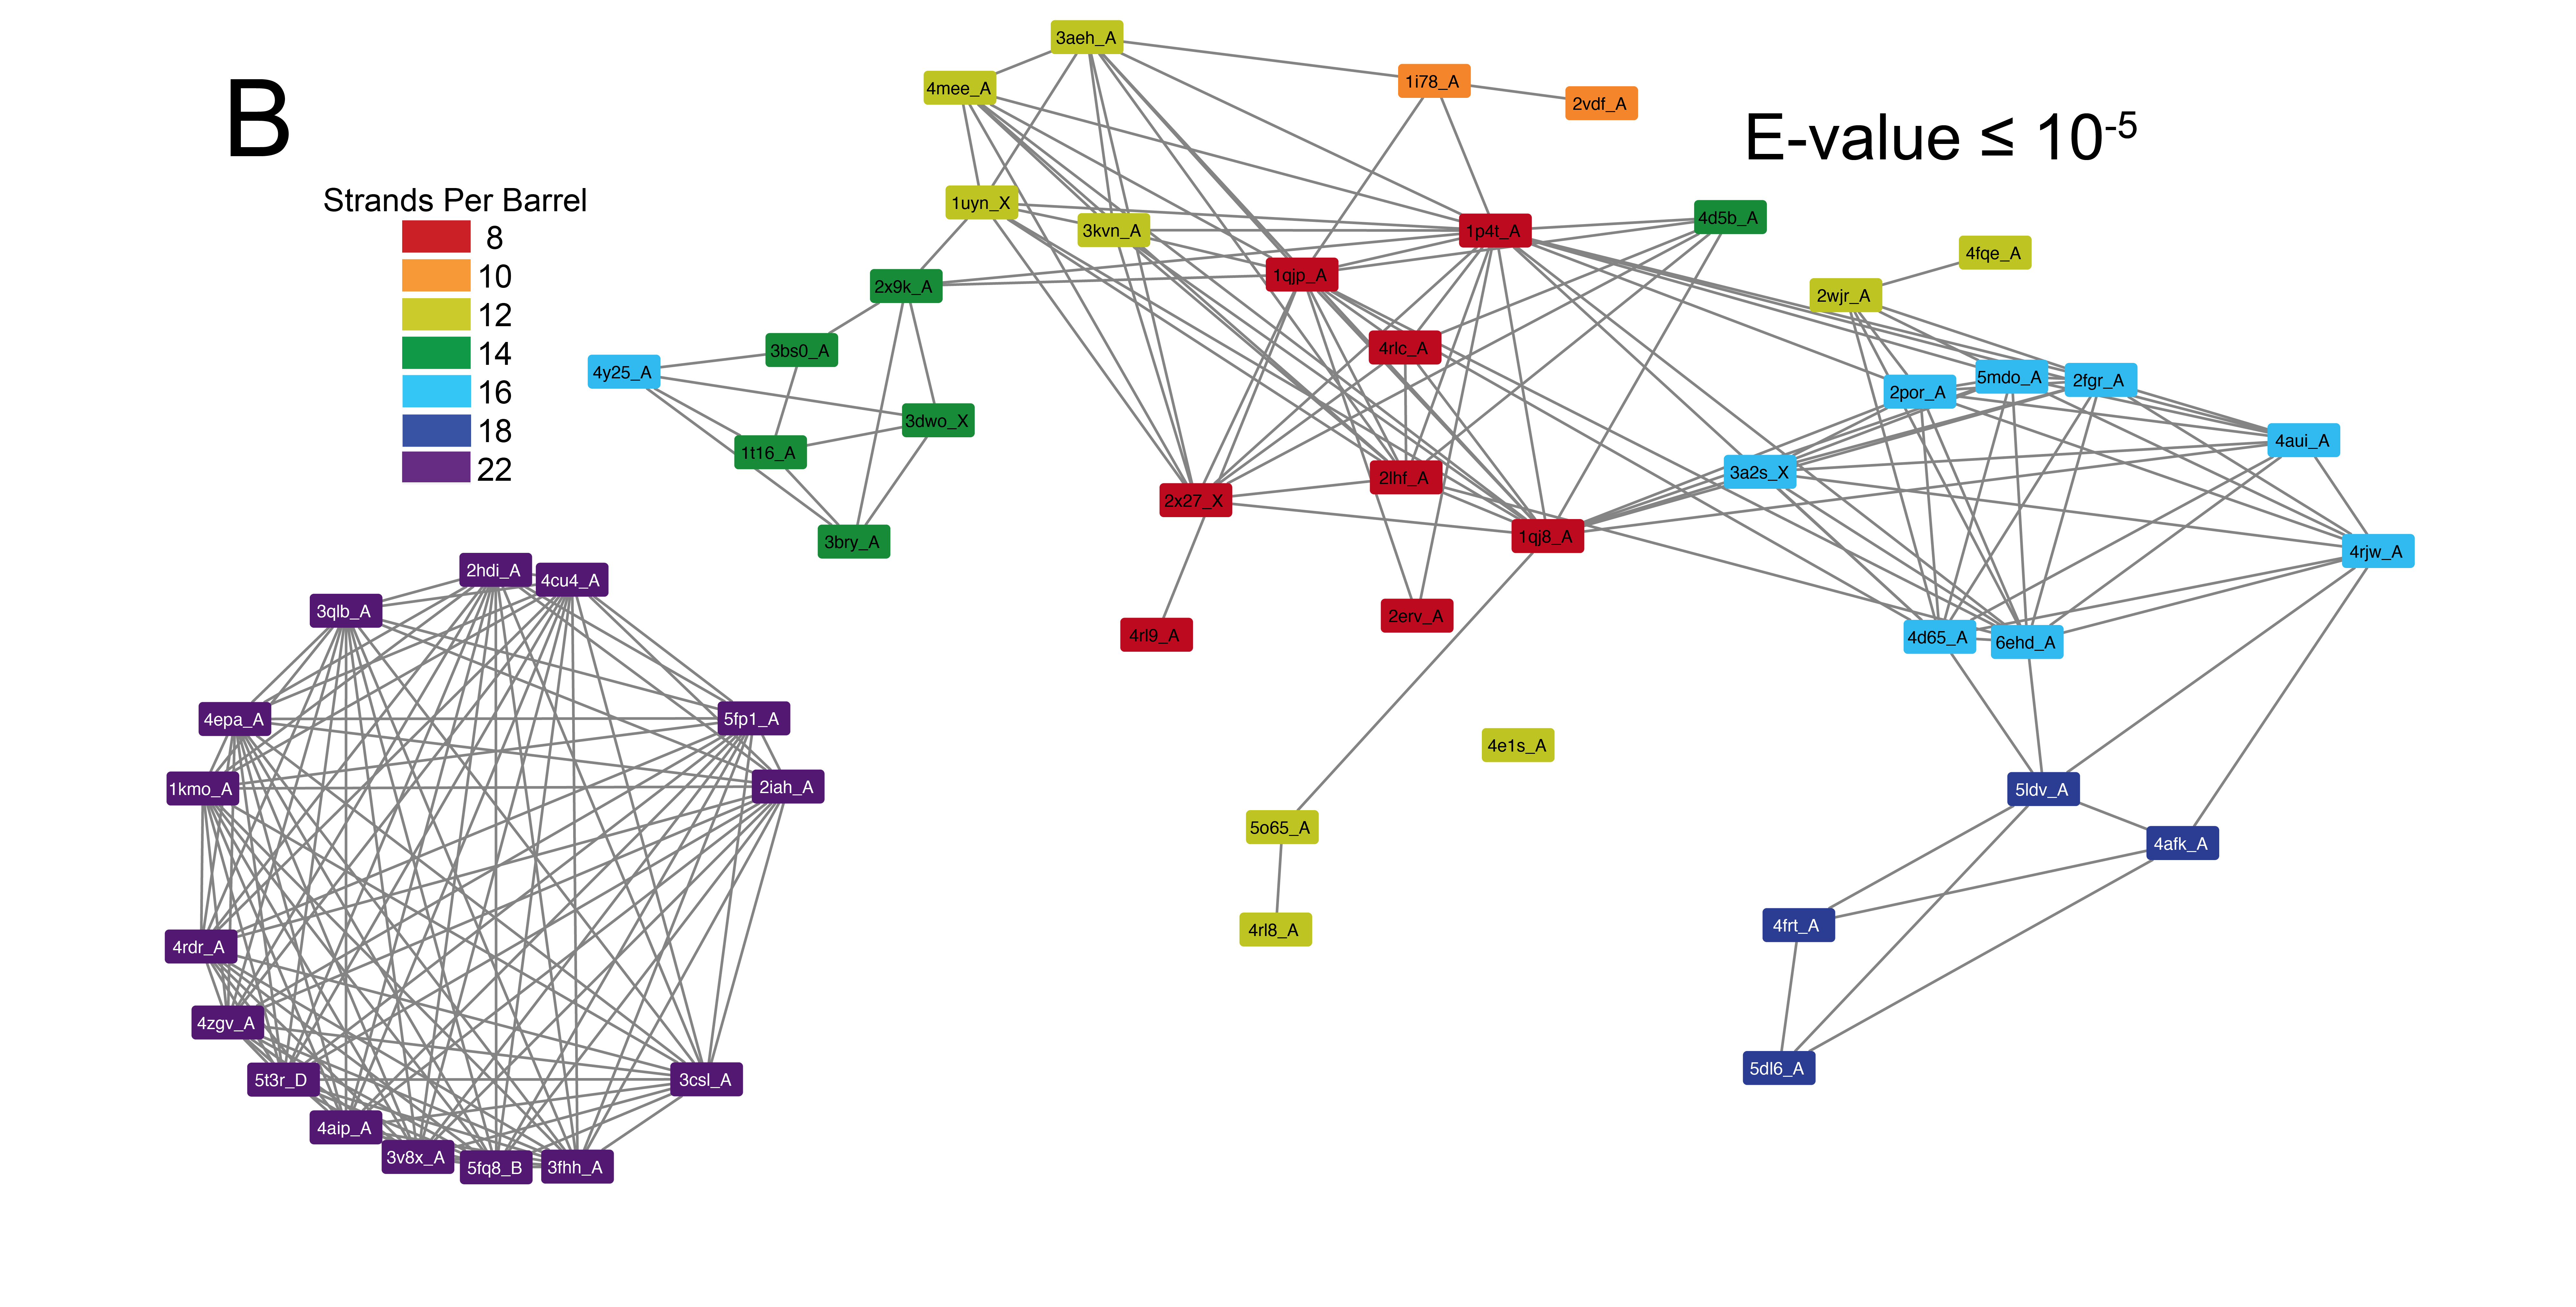 B
E-value ≤ 10⁻⁵
Strands Per Barrel
8
10
12
14
16
18
22
3aeh_A
4mee_A
1i78_A
2vdf_A
1uyn_X
3kvn_A
1p4t_A
4d5b_A
4fqe_A
1qjp_A
2x9k_A
2wjr_A
3bs0_A
4rlc_A
4y25_A
5mdo_A
2fgr_A
2por_A
3dwo_X
4aui_A
1t16_A
2lhf_A
3a2s_X
2x27_X
3bry_A
1qj8_A
4rjw_A
2hdi_A
4cu4_A
3qlb_A
2erv_A
4rl9_A
4d65_A
6ehd_A
4epa_A
5fp1_A
4e1s_A
1kmo_A
2iah_A
5ldv_A
5o65_A
4afk_A
4rl8_A
4frt_A
4rdr_A
4zgv_A
5t3r_D
3csl_A
5dl6_A
4aip_A
3v8x_A
5fq8_B
3fhh_A